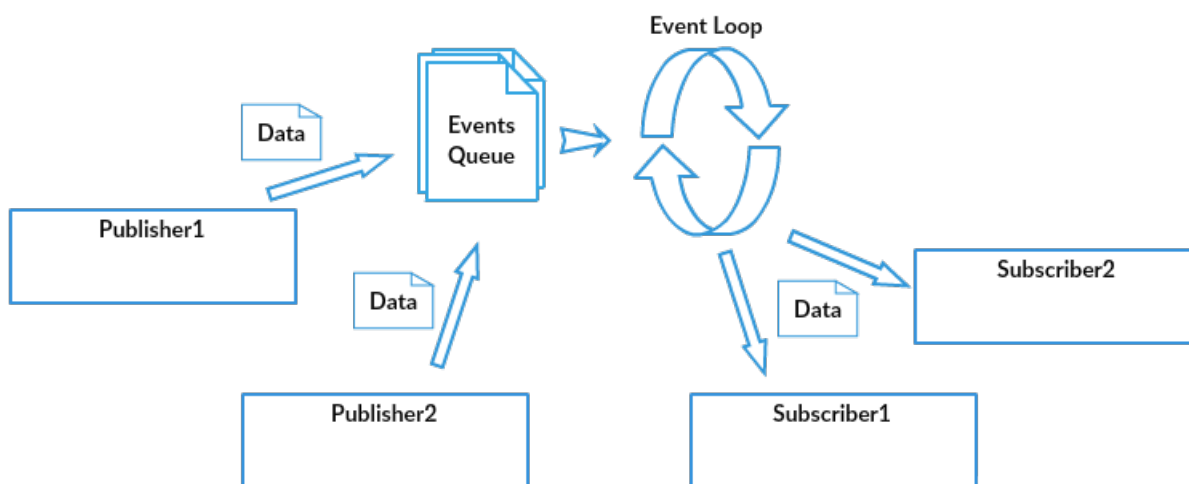 Event Loop
Data
Events
Queue
Publisher1
Data
Publisher2
Data
Subscriber2
Subscriber1